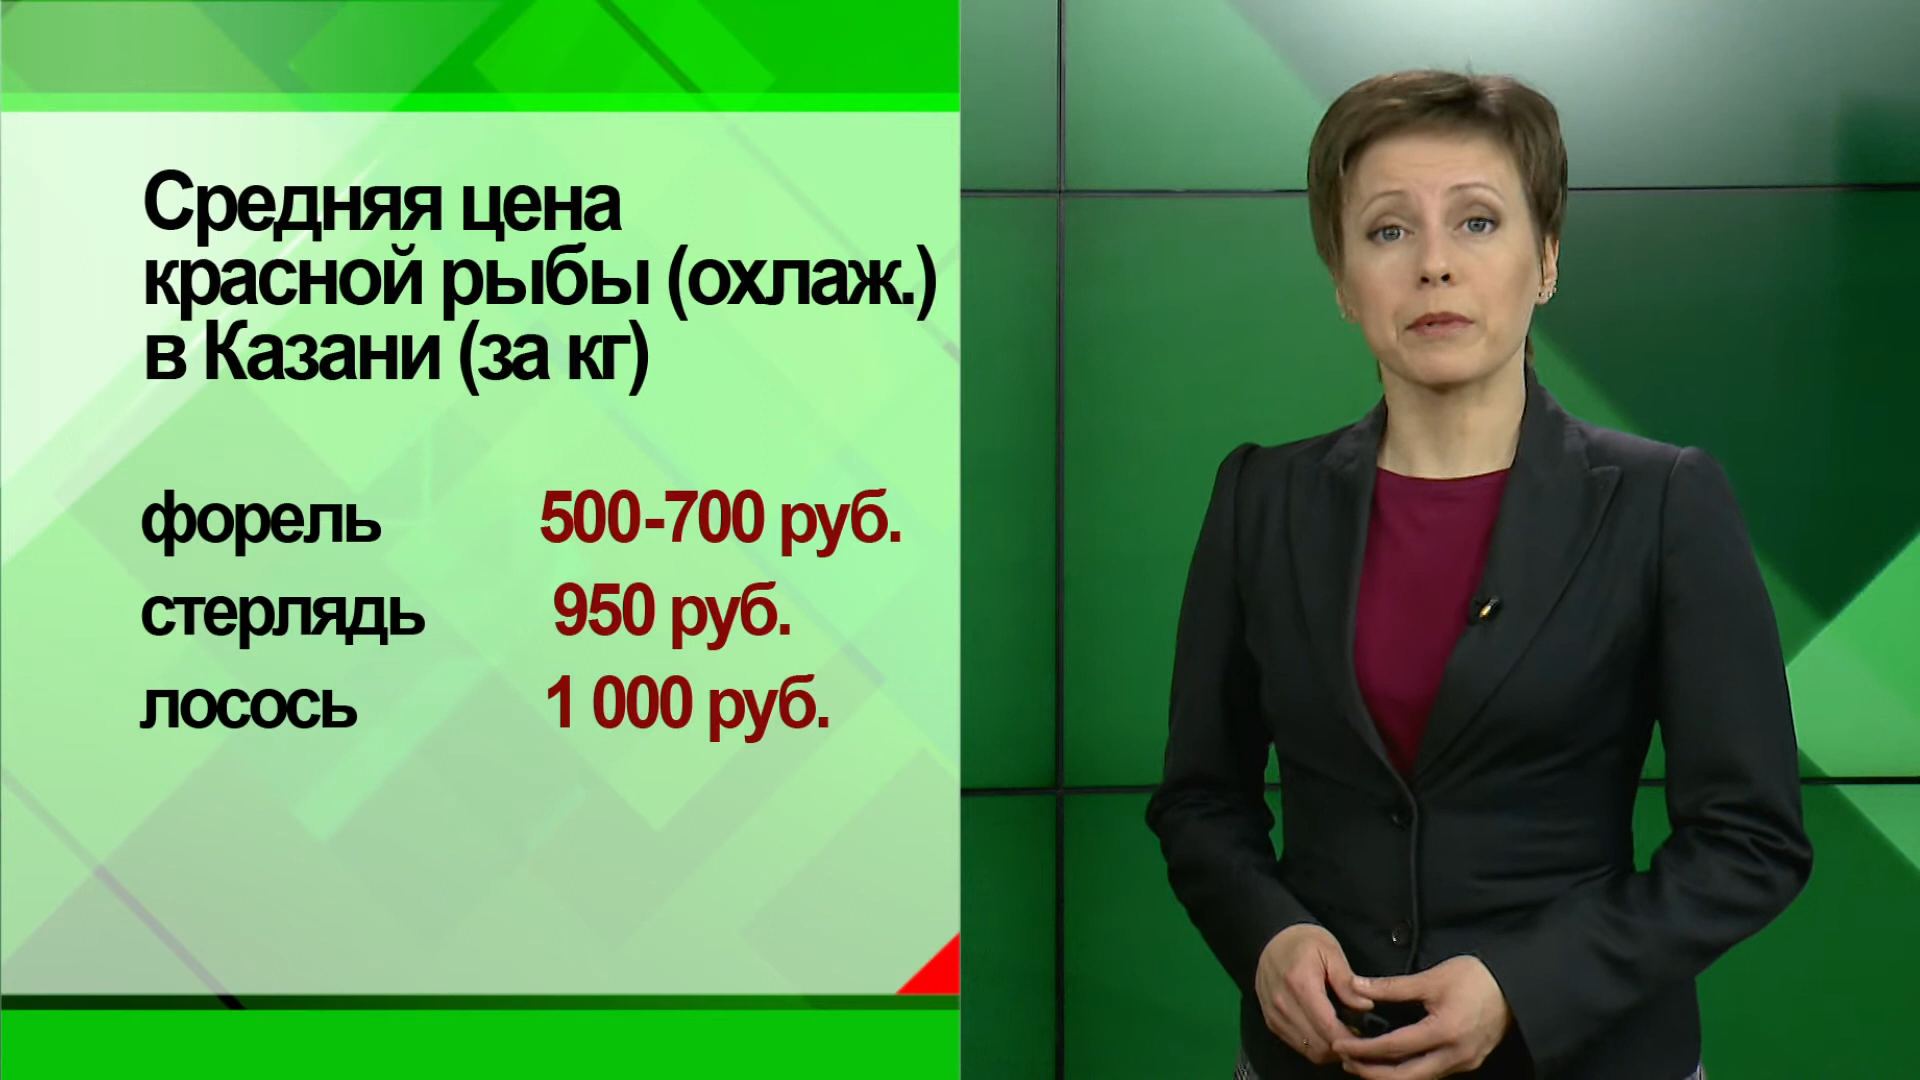 Средняя цена
красной рыбы (охлаж.)
в Казани (за кг)
форель 500-700 руб.
стерлядь 950 руб.
лосось 1 000 руб.